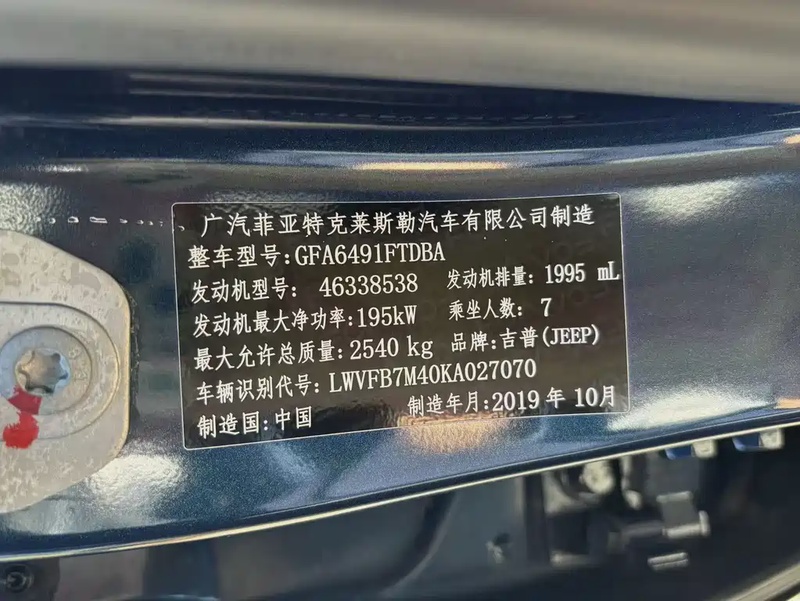 广汽菲亚特克莱斯勒汽车有限公司制造
整车型号:GFA6491FTDBA
发动机型号: 46338538 发动机排量: 1995 mL
发动机最大净功率:195kW 乘坐人数: 7
最大允许总质量: 2540 kg 品牌:吉普(JEEP)
车辆识别代号: LWVFB7M40KA027070
制造国:中国 制造年月:2019 年 10月